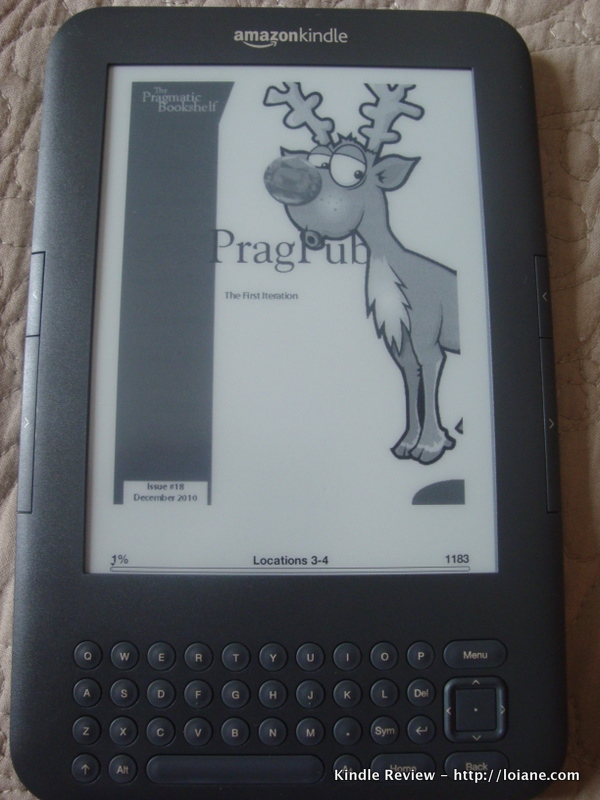 amazonkindle
The
Pragmatic
Bookshelf
PragPub
The First Iteration
Issue #18
December 2010
1% Locations 3-4 1183
Q W E R T Y U I O P Menu
A S D F G H J K L Del
Z X C V B N M . Sym
Alt Aa Home Back
Kindle Review - http://loiane.com